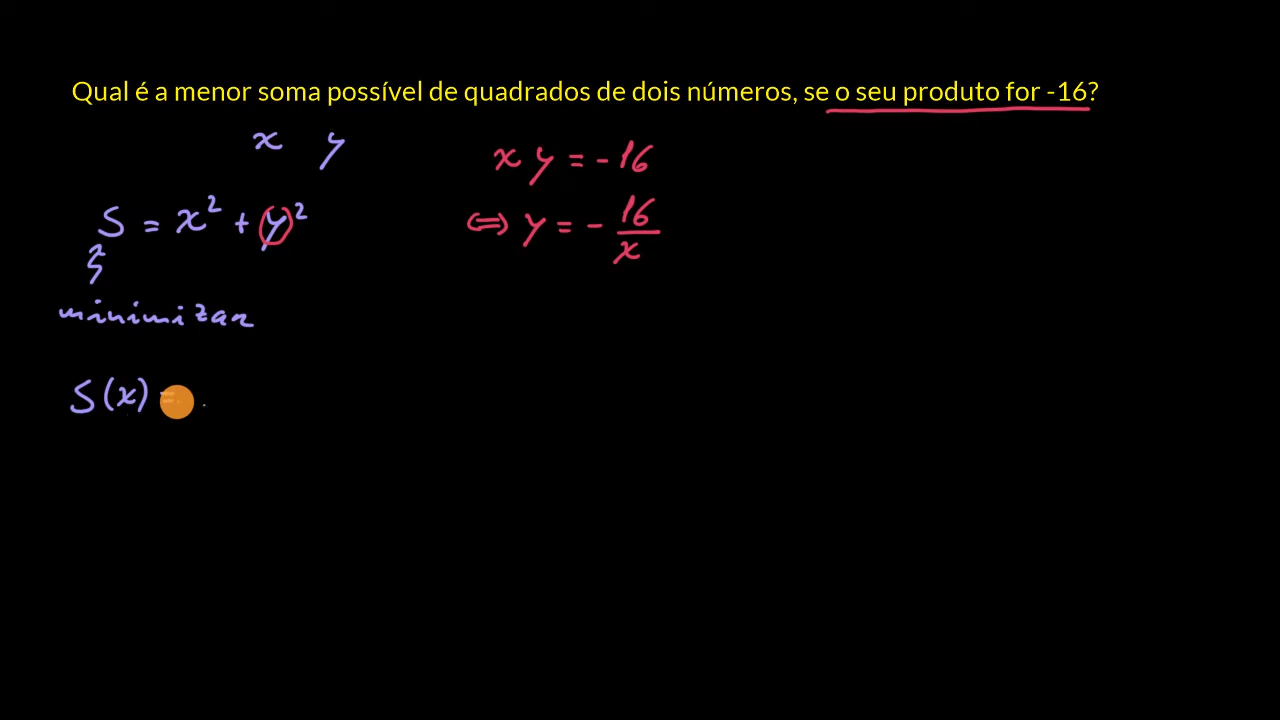 Qual é a menor soma possível de quadrados de dois números, se o seu produto for -16?
x y
xy = -16
S = x² + y²
⇔ y = - 16/x
minimizar
S(x) =